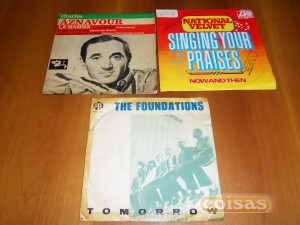 charles
AZNAVOUR
LA MAMMA
NATIONAL
VELVET
SINGING YOUR
PRAISES
NOW AND THEN
THE FOUNDATIONS
TOMORROW
coisas